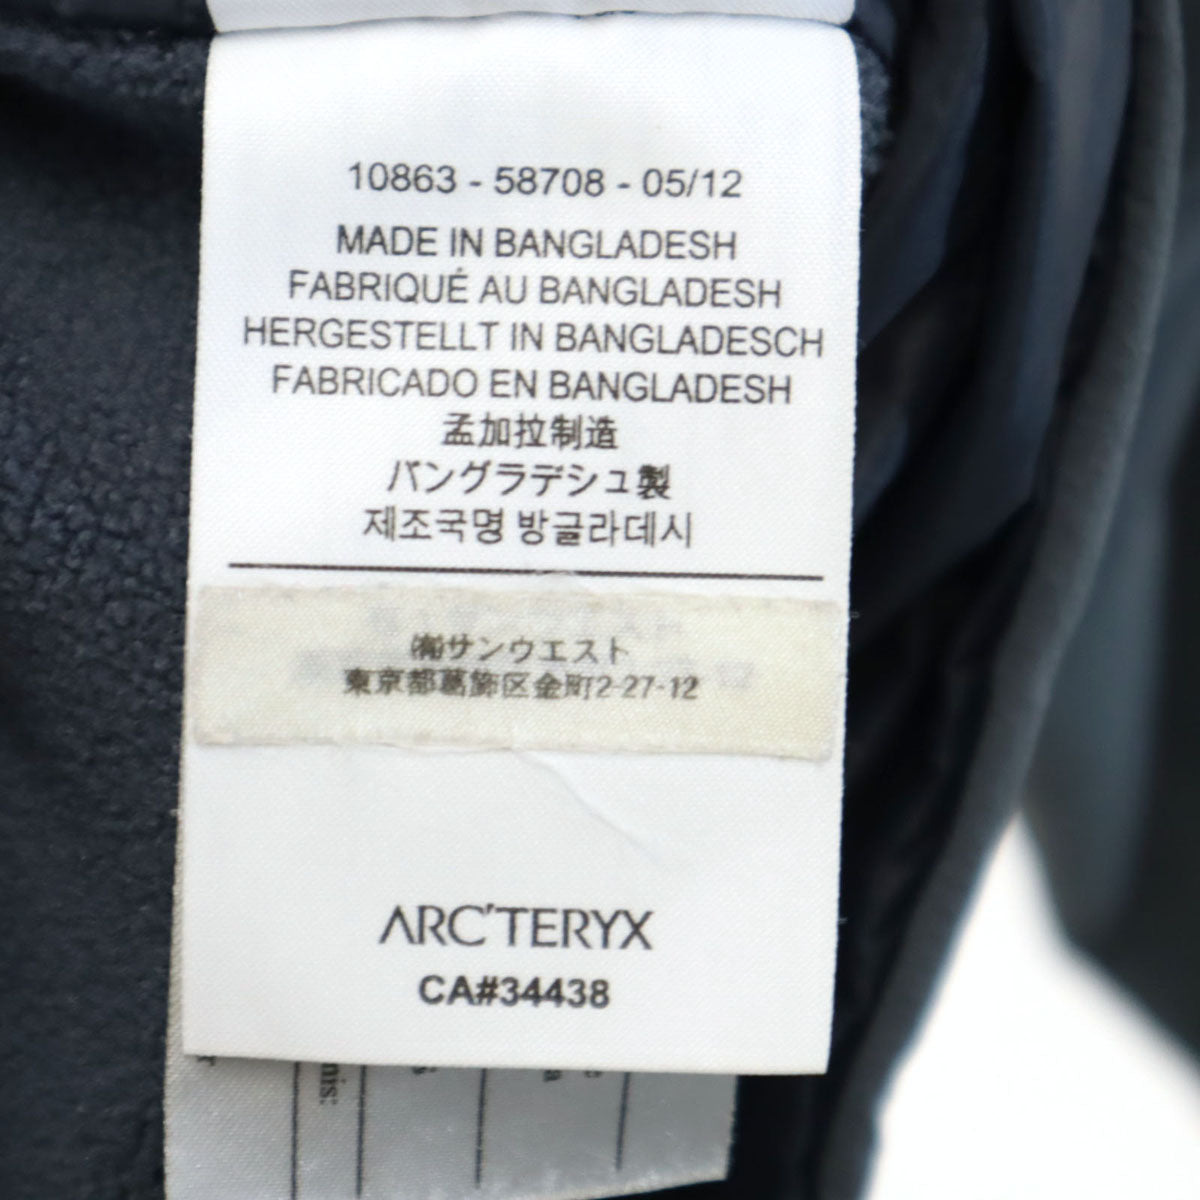 10863 - 58708 - 05/12
MADE IN BANGLADESH
FABRIQUÉ AU BANGLADESH
HERGESTELLT IN BANGLADESCH
FABRICADO EN BANGLADESH
孟加拉制造
バングラデシュ製
제조국명 방글라데시
㈲サンウエスト
東京都葛飾区金町2-27-12
ARC'TERYX
CA#34438
nis: